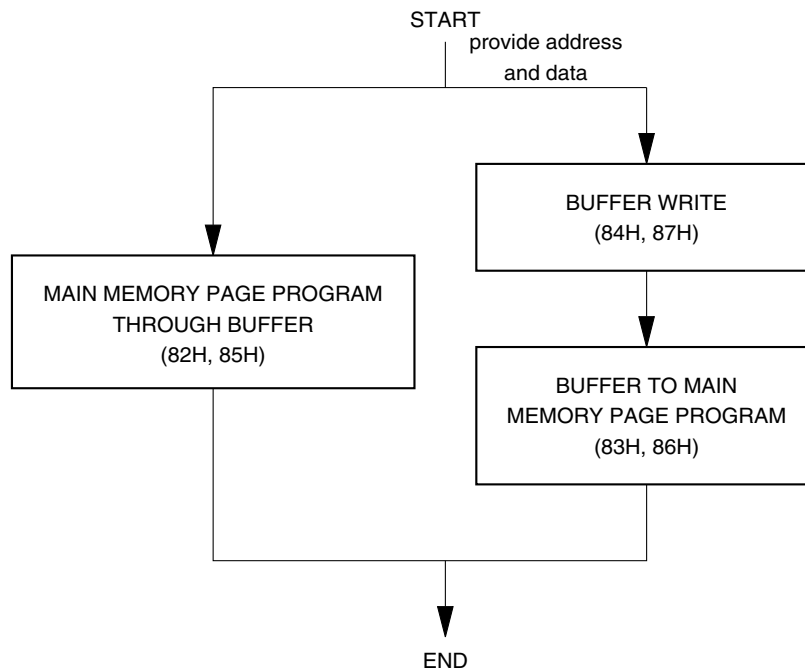 START
provide address
and data
BUFFER WRITE
(84H, 87H)
MAIN MEMORY PAGE PROGRAM
THROUGH BUFFER
(82H, 85H)
BUFFER TO MAIN
MEMORY PAGE PROGRAM
(83H, 86H)
END